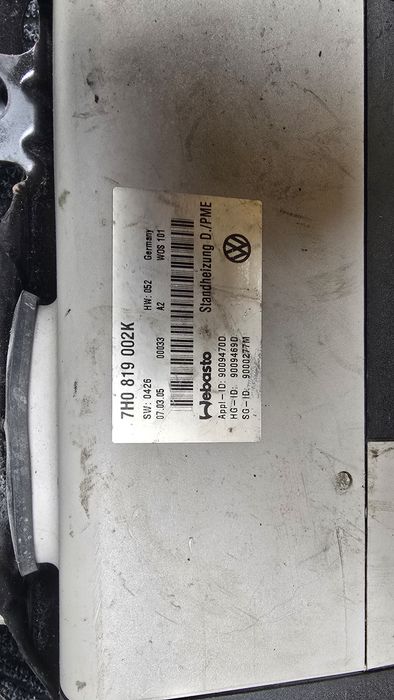 7H0 819 002K
SW: 0426 HW: 052 Germany
07.03.05 00033 A2 WOS 101
Webasto Standheizung D./PME
Appl-ID: 9009470D
HG-ID: 9009469D
SG-ID: 9000277M